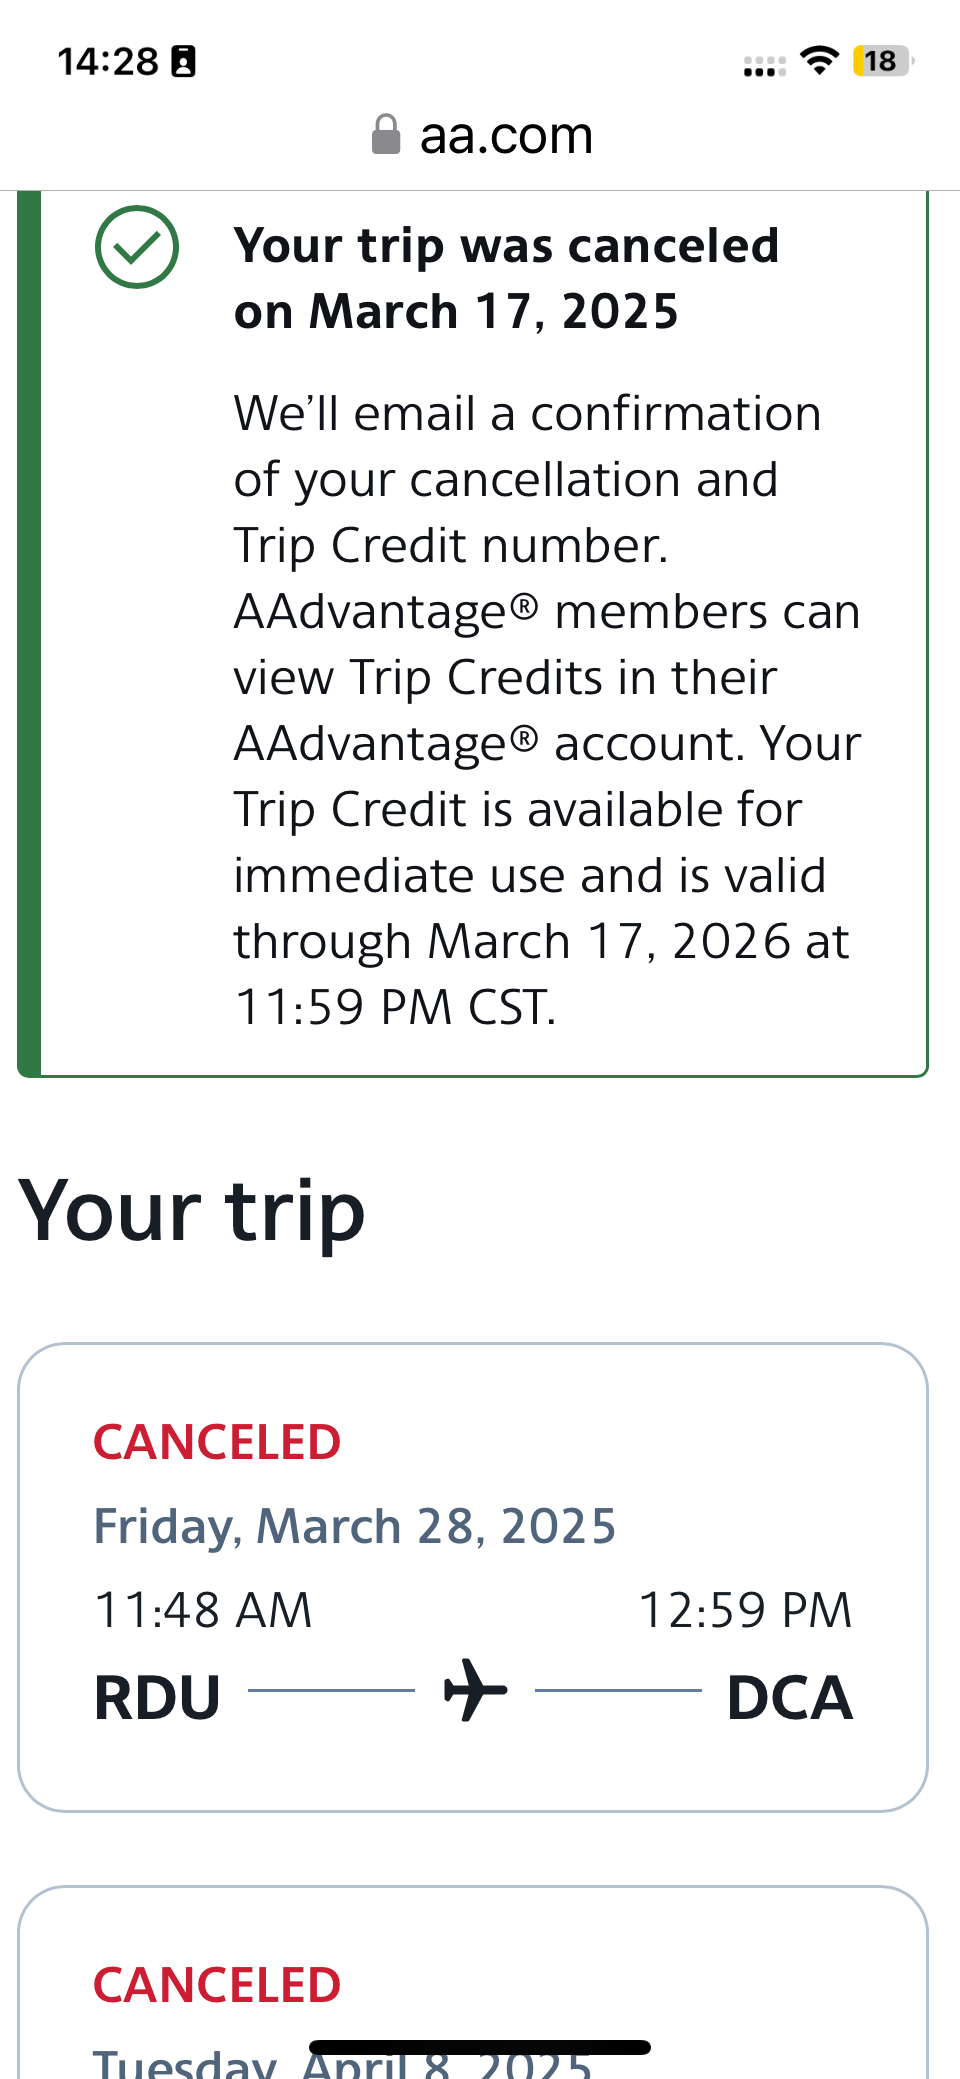 14:28
18
aa.com
Your trip was canceled
on March 17, 2025
We’ll email a confirmation
of your cancellation and
Trip Credit number.
AAdvantage® members can
view Trip Credits in their
AAdvantage® account. Your
Trip Credit is available for
immediate use and is valid
through March 17, 2026 at
11:59 PM CST.
Your trip
CANCELED
Friday, March 28, 2025
11:48 AM 12:59 PM
RDU DCA
CANCELED
Tuesday, April 8, 2025